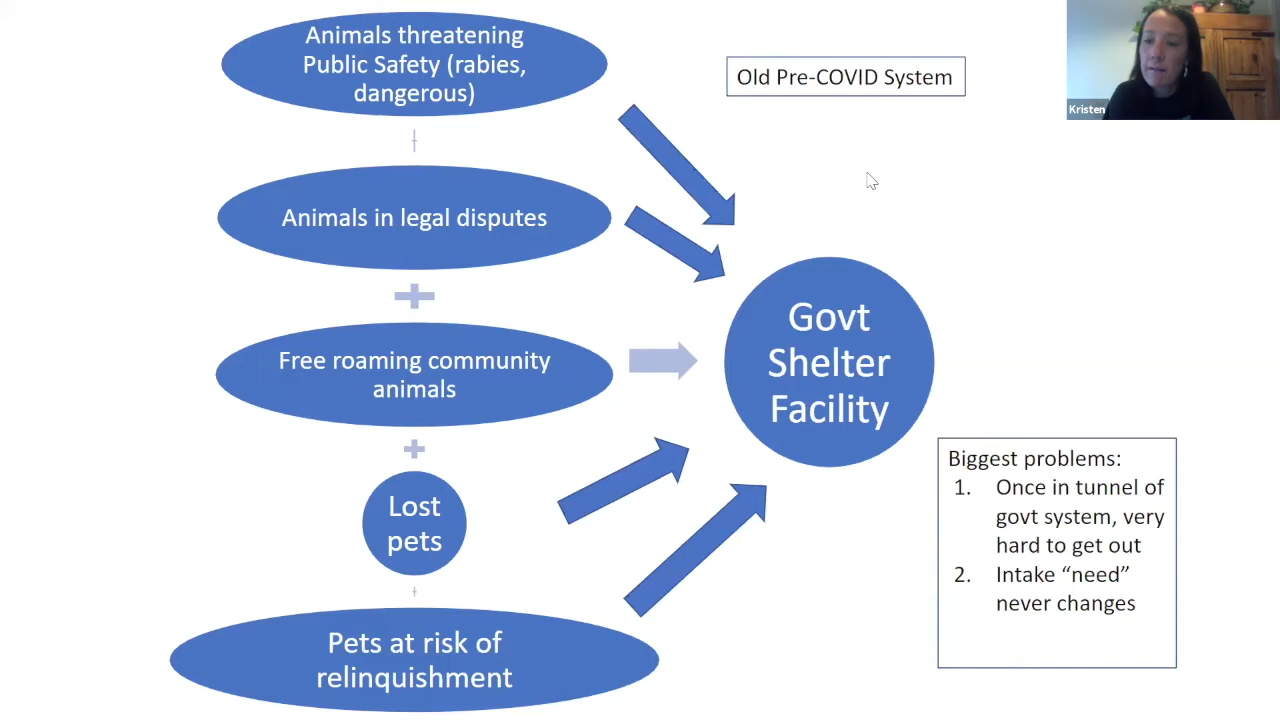 Animals threatening
Public Safety (rabies,
dangerous)
Old Pre-COVID System
Kristen
Animals in legal disputes
Free roaming community
animals
Govt
Shelter
Facility
Lost
pets
Pets at risk of
relinquishment
Biggest problems:
1. Once in tunnel of
govt system, very
hard to get out
2. Intake “need”
never changes